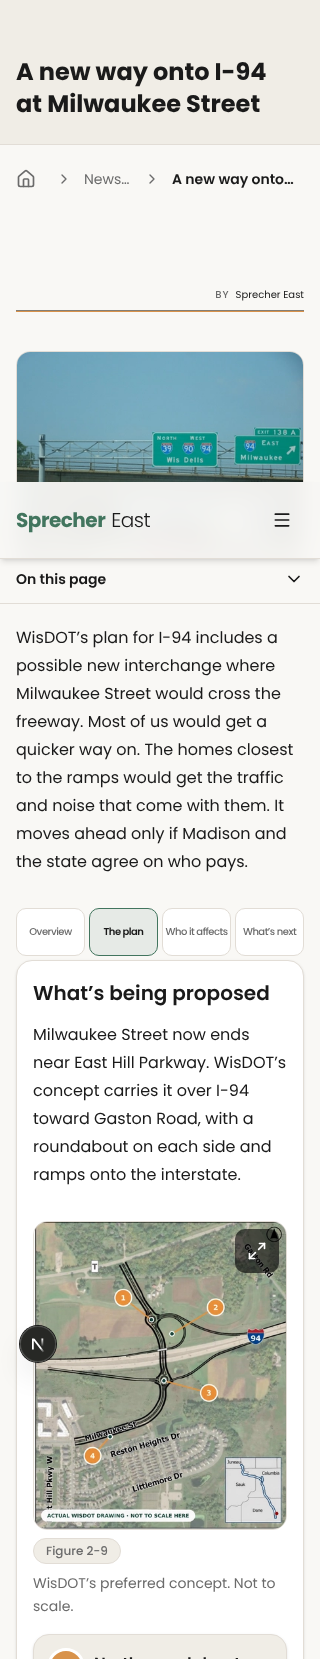 A new way onto I-94
at Milwaukee Street
News...
A new way onto...
BY Sprecher East
NORTH WEST
39 90 94
Wis Dells
EXIT 138 A
94 EAST
Milwaukee
Sprecher East
On this page
WisDOT’s plan for I-94 includes a
possible new interchange where
Milwaukee Street would cross the
freeway. Most of us would get a
quicker way on. The homes closest
to the ramps would get the traffic
and noise that come with them. It
moves ahead only if Madison and
the state agree on who pays.
Overview
The plan
Who it affects
What’s next
What’s being proposed
Milwaukee Street now ends
near East Hill Parkway. WisDOT’s
concept carries it over I-94
toward Gaston Road, with a
roundabout on each side and
ramps onto the interstate.
T
1
2
94
N
3
Milwaukee St
4
Reston Heights Dr
Littlemore Dr
t Hill Pkwy W
Juneau
Columbia
Sauk
Dane
ACTUAL WISDOT DRAWING • NOT TO SCALE HERE
Figure 2-9
WisDOT’s preferred concept. Not to
scale.